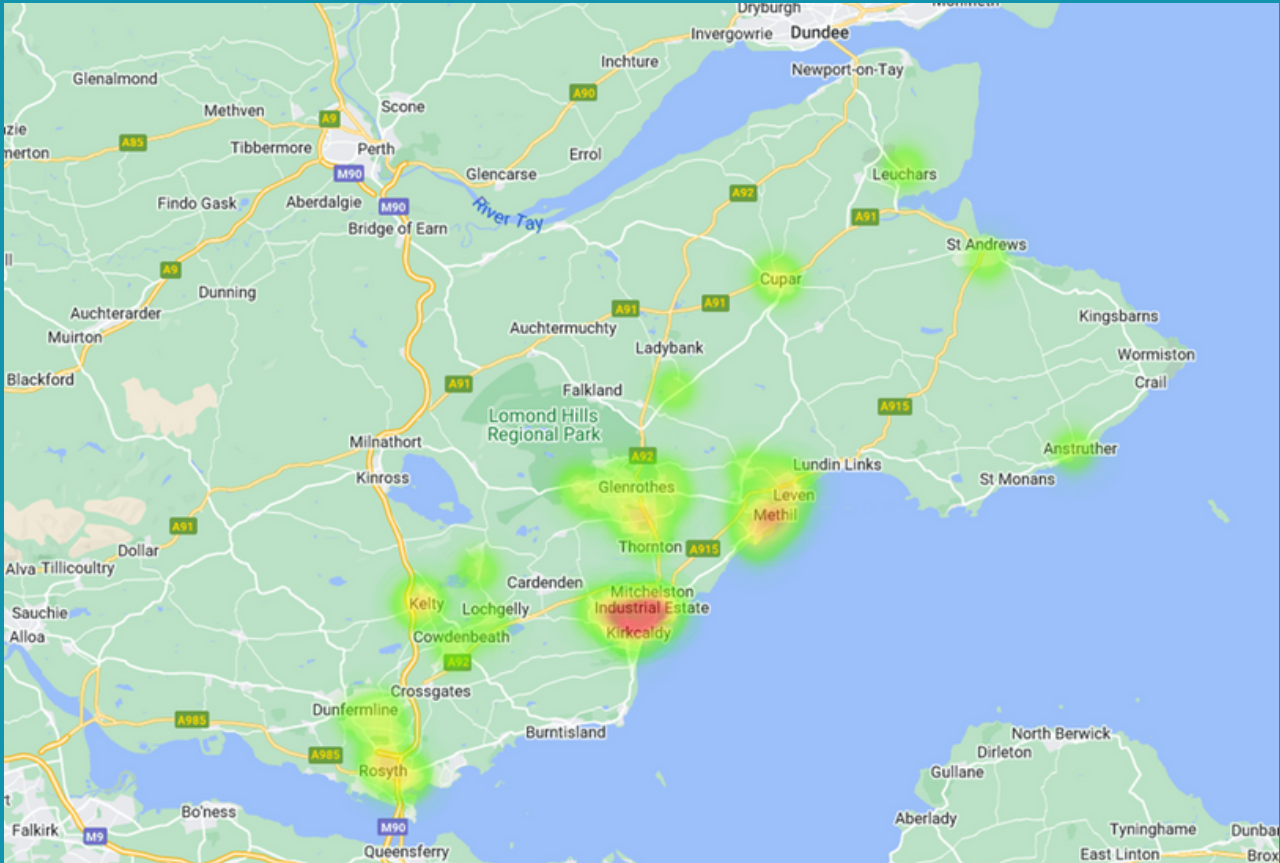 Dryburgh
Invergowrie
Dundee
Newport-on-Tay
Inchture
Glenalmond
A90
Scone
Methven
A9
zie
A85
merton
Tibbermore
Perth
Errol
M90
Glencarse
Leuchars
A92
Findo Gask
Aberdalgie
M90
River Tay
A91
Bridge of Earn
St Andrews
ll
A9
Cupar
Dunning
A91
A91
Auchterarder
Kingsbarns
Auchtermuchty
Muirton
Ladybank
Wormiston
Blackford
A91
Falkland
Crail
A915
Lomond Hills
Regional Park
Milnathort
Anstruther
A92
Lundin Links
Kinross
St Monans
Glenrothes
Leven
Methil
A91
Thornton
A915
Dollar
Alva
Tillicoultry
Cardenden
Mitchelston
Industrial Estate
Kelty
Lochgelly
Sauchie
Kirkcaldy
Alloa
Cowdenbeath
A92
Crossgates
Dunfermline
A985
Burntisland
North Berwick
A985
Dirleton
Rosyth
Gullane
Bo'ness
Aberlady
M90
Falkirk
M9
Tyninghame
Dunba
Queensferry
East Linton
Brox